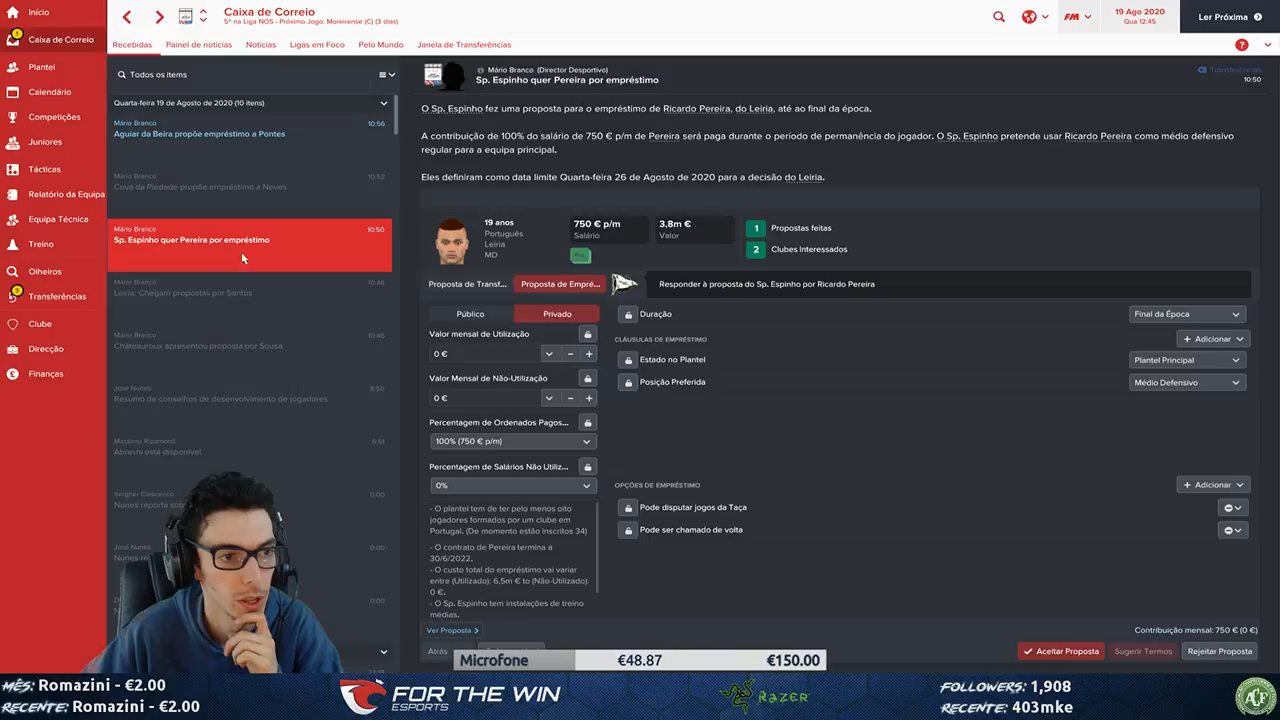 Início
Caixa de Correio
5º na Liga NOS - Próximo Jogo: Moreirense (C) (3 dias)
FM
19 Ago 2020
Qua 12:45
Ler Próxima
1
Caixa de Correio
Plantel
Calendário
Competições
Juniores
Tácticas
Relatório da Equipa
Equipa Técnica
Treino
Olheiros
3
Transferências
Clube
Direcção
Finanças
Recebidas
Painel de notícias
Notícias
Ligas em Foco
Pelo Mundo
Janela de Transferências
?
Todos os items
Quarta-feira 19 de Agosto de 2020 (10 itens)
Mário Branco 10:56
Aguiar da Beira propõe empréstimo a Pontes
Mário Branco 10:52
Cova da Piedade propõe empréstimo a Neves
Mário Branco 10:50
Sp. Espinho quer Pereira por empréstimo
Mário Branco 10:46
Leiria: Chegam propostas por Santos
Mário Branco 10:46
Châteauroux apresentou proposta por Sousa
José Nunes 8:50
Resumo de conselhos de desenvolvimento de jogadores
6:51
Abrashi está disponível
0:00
Nunes reporta sob
José Nunes 0:00
0:00
Mário Branco (Director Desportivo)
Sp. Espinho quer Pereira por empréstimo
Transferências
10:50
O Sp. Espinho fez uma proposta para o empréstimo de Ricardo Pereira, do Leiria, até ao final da época.
A contribuição de 100% do salário de 750 € p/m de Pereira será paga durante o período de permanência do jogador. O Sp. Espinho pretende usar Ricardo Pereira como médio defensivo
regular para a equipa principal.
Eles definiram como data limite Quarta-feira 26 de Agosto de 2020 para a decisão do Leiria.
19 anos
Português
Leiria
MD
750 € p/m
Salário
3,8m €
Valor
1 Propostas feitas
2 Clubes Interessados
Proposta de Transf...
Proposta de Empré...
Responder à proposta do Sp. Espinho por Ricardo Pereira
Público
Privado
Valor mensal de Utilização
0 €
Valor Mensal de Não-Utilização
0 €
Percentagem de Ordenados Pagos...
100% (750 € p/m)
Percentagem de Salários Não Utiliz...
0%
- O plantel tem de ter pelo menos oito
jogadores formados por um clube em
Portugal. (De momento estão inscritos 34)
- O contrato de Pereira termina a
30/6/2022.
- O custo total do empréstimo vai variar
entre (Utilizado): 6,5m € to (Não-Utilizado):
0 €.
- O Sp. Espinho tem instalações de treino
médias.
Duração
Final da Época
CLÁUSULAS DE EMPRÉSTIMO
Adicionar
Estado no Plantel
Plantel Principal
Posição Preferida
Médio Defensivo
OPÇÕES DE EMPRÉSTIMO
Adicionar
Pode disputar jogos da Taça
Pode ser chamado de volta
Ver Proposta
Contribuição mensal: 750 € (0 €)
Atrás
Aceitar Proposta
Sugerir Termos
Rejeitar Proposta
Microfone €48.87 €150.00
MÊS: Romazini - €2.00
RECENTE: Romazini - €2.00
FOR THE WIN
ESPORTS
RAZER
FOLLOWERS: 1,908
RECENTE: 403mke